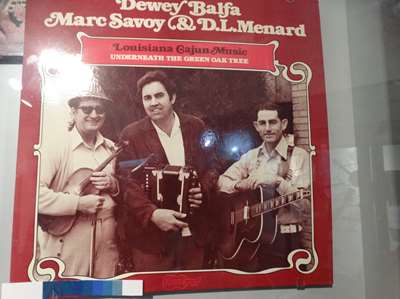 Dewey Balfa
Marc Savoy & D.L. Menard
Louisiana Cajun Music
UNDERNEATH THE GREEN OAK TREE